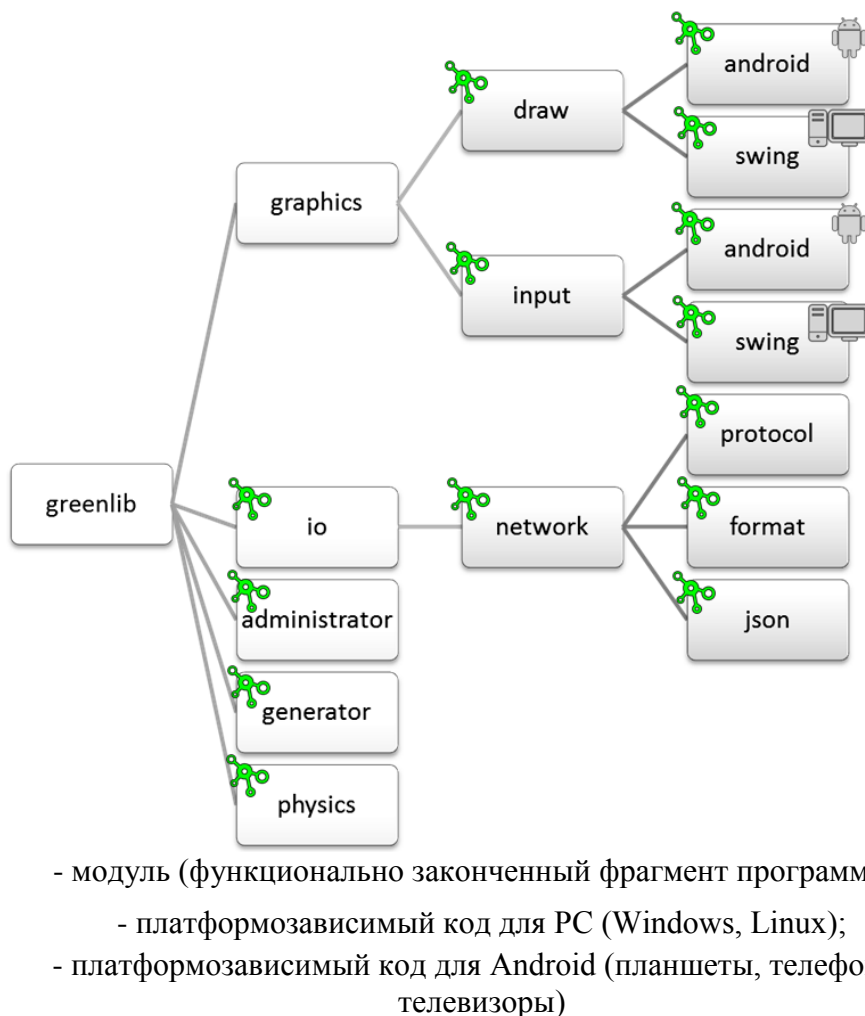 android
draw
swing
graphics
android
input
swing
protocol
greenlib
io
network
format
administrator
json
generator
physics
- модуль (функционально законченный фрагмент программ
- платформозависимый код для PC (Windows, Linux);
- платформозависимый код для Android (планшеты, телефо
телевизоры)